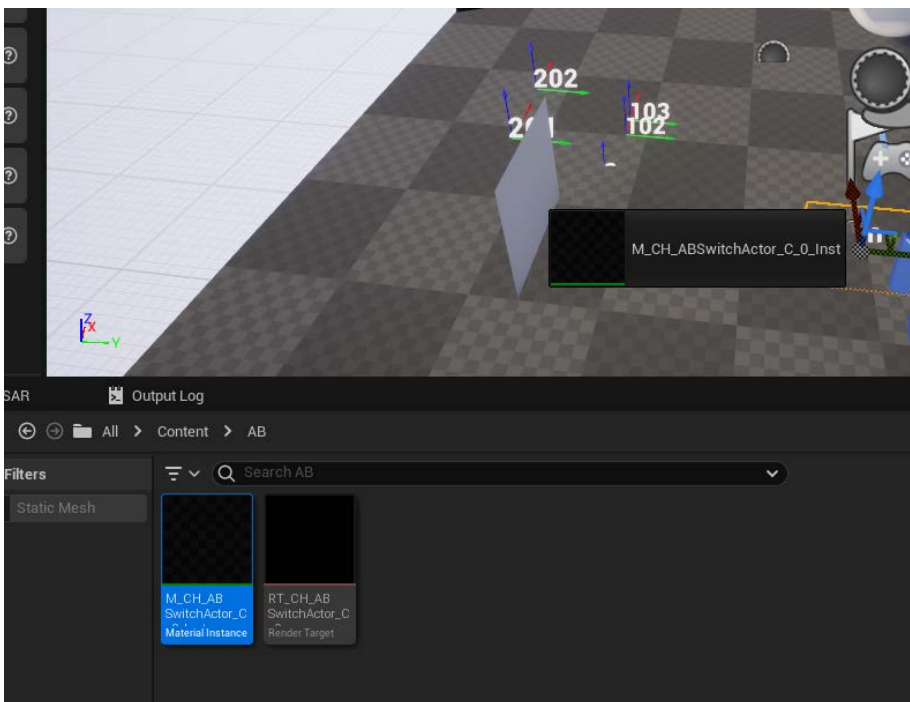 ?
?
202
103
201
102
?
?
M_CH_ABSwitchActor_C_0_Inst
Z
X
Y
SAR
Output Log
All > Content > AB
Filters
Search AB
Static Mesh
M_CH_AB
SwitchActor_C
Material Instance
RT_CH_AB
SwitchActor_C
Render Target